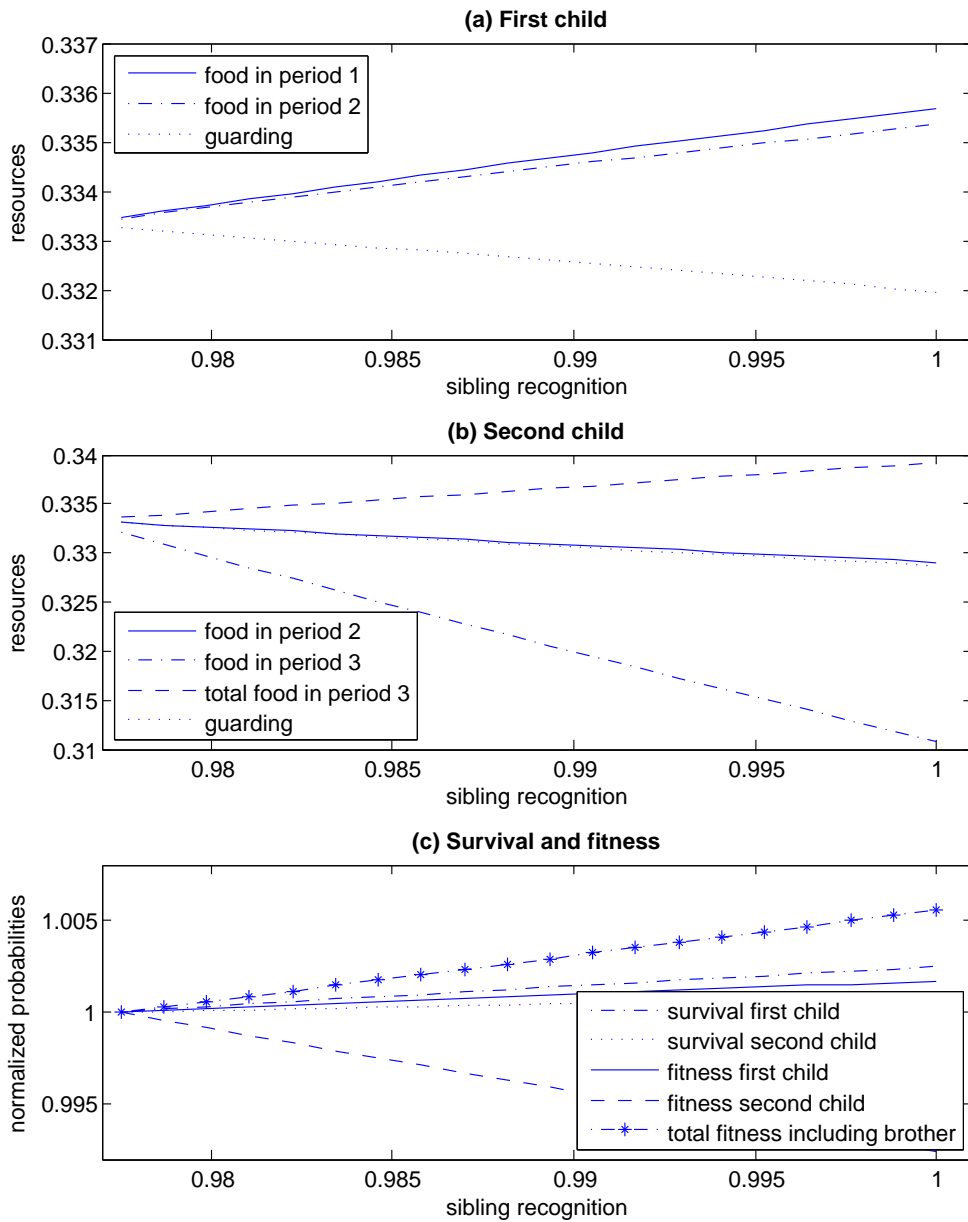 (a) First child
0.337
0.336
0.335
0.334
0.333
0.332
0.331
resources
food in period 1
food in period 2
guarding
0.98
0.985
0.99
0.995
1
sibling recognition
(b) Second child
0.34
0.335
0.33
0.325
0.32
0.315
0.31
resources
food in period 2
food in period 3
total food in period 3
guarding
0.98
0.985
0.99
0.995
1
sibling recognition
(c) Survival and fitness
1.005
1
0.995
normalized probabilities
survival first child
survival second child
fitness first child
fitness second child
total fitness including brother
0.98
0.985
0.99
0.995
1
sibling recognition